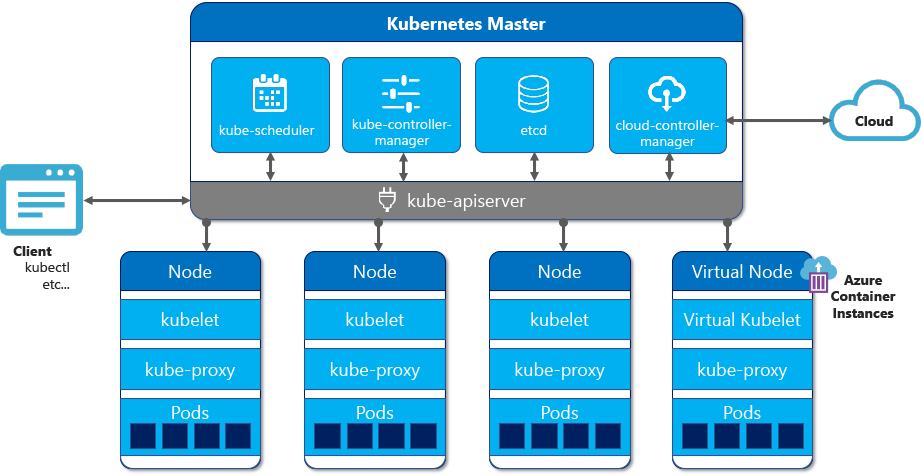 Kubernetes Master
kube-scheduler
kube-controller-
manager
etcd
cloud-controller-
manager
Cloud
kube-apiserver
Client
kubectl
etc...
Node
kubelet
kube-proxy
Pods
Node
kubelet
kube-proxy
Pods
Node
kubelet
kube-proxy
Pods
Virtual Node
Virtual Kubelet
kube-proxy
Pods
Azure
Container
Instances